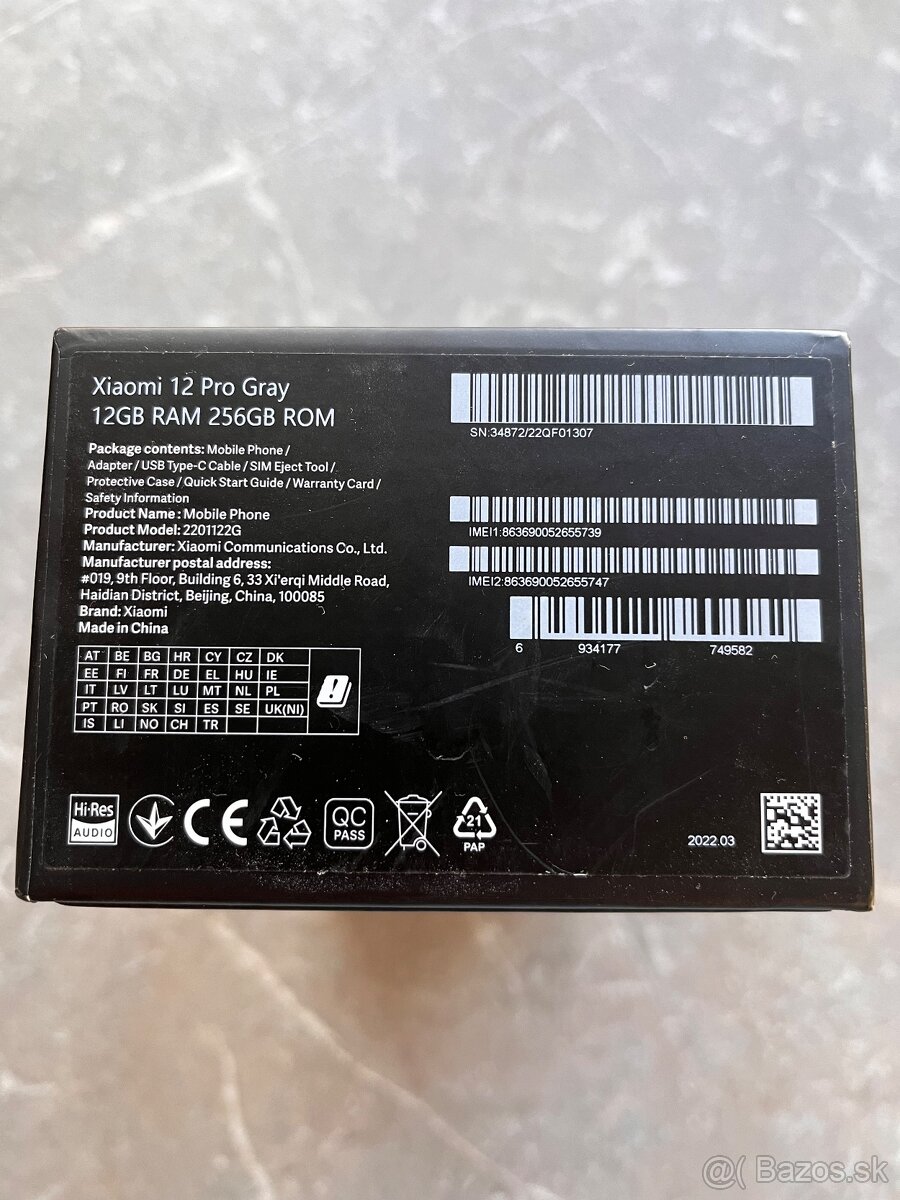 Xiaomi 12 Pro Gray
12GB RAM 256GB ROM
Package contents: Mobile Phone /
Adapter / USB Type-C Cable / SIM Eject Tool /
Protective Case / Quick Start Guide / Warranty Card /
Safety Information
Product Name : Mobile Phone
Product Model: 2201122G
Manufacturer: Xiaomi Communications Co., Ltd.
Manufacturer postal address:
#019, 9th Floor, Building 6, 33 Xi'erqi Middle Road,
Haidian District, Beijing, China, 100085
Brand: Xiaomi
Made in China
AT BE BG HR CY CZ DK
EE FI FR DE EL HU IE
IT LV LT LU MT NL PL
PT RO SK SI ES SE UK(NI)
IS LI NO CH TR
SN:34872/22QF01307
IMEI1:863690052655739
IMEI2:863690052655747
6 934177 749582
Hi-Res
AUDIO
CE
QC
PASS
21
PAP
2022.03
@( Bazos.sk